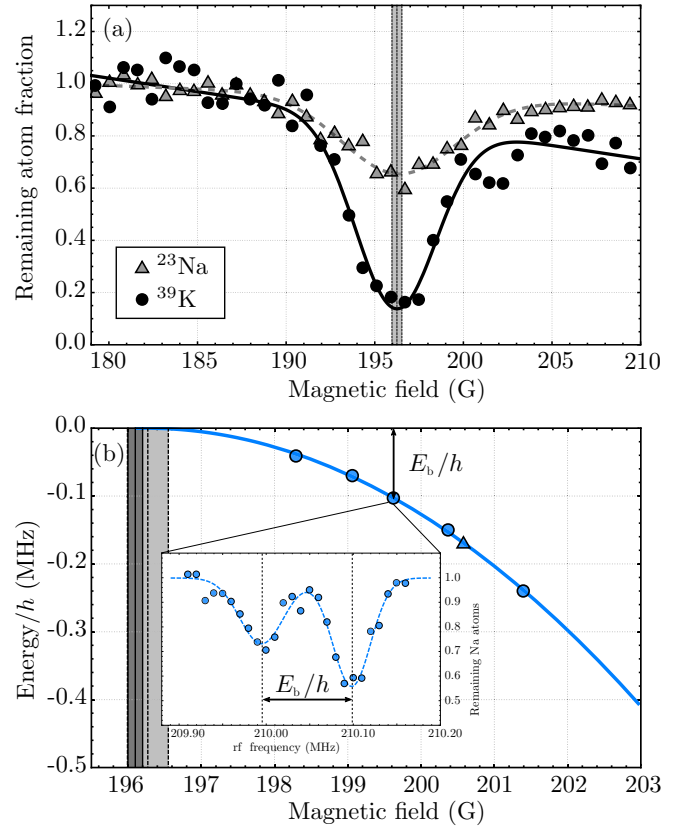 (a)
Remaining atom fraction
1.2
1.0
0.8
0.6
0.4
0.2
0.0
²³Na
³⁹K
180 185 190 195 200 205 210
Magnetic field (G)
(b)
Energy/h (MHz)
0.0
-0.1
-0.2
-0.3
-0.4
-0.5
E_b/h
E_b/h
1.0
0.9
0.8
0.7
0.6
0.5
Remaining Na atoms
209.90 210.00 210.10 210.20
rf frequency (MHz)
196 197 198 199 200 201 202 203
Magnetic field (G)